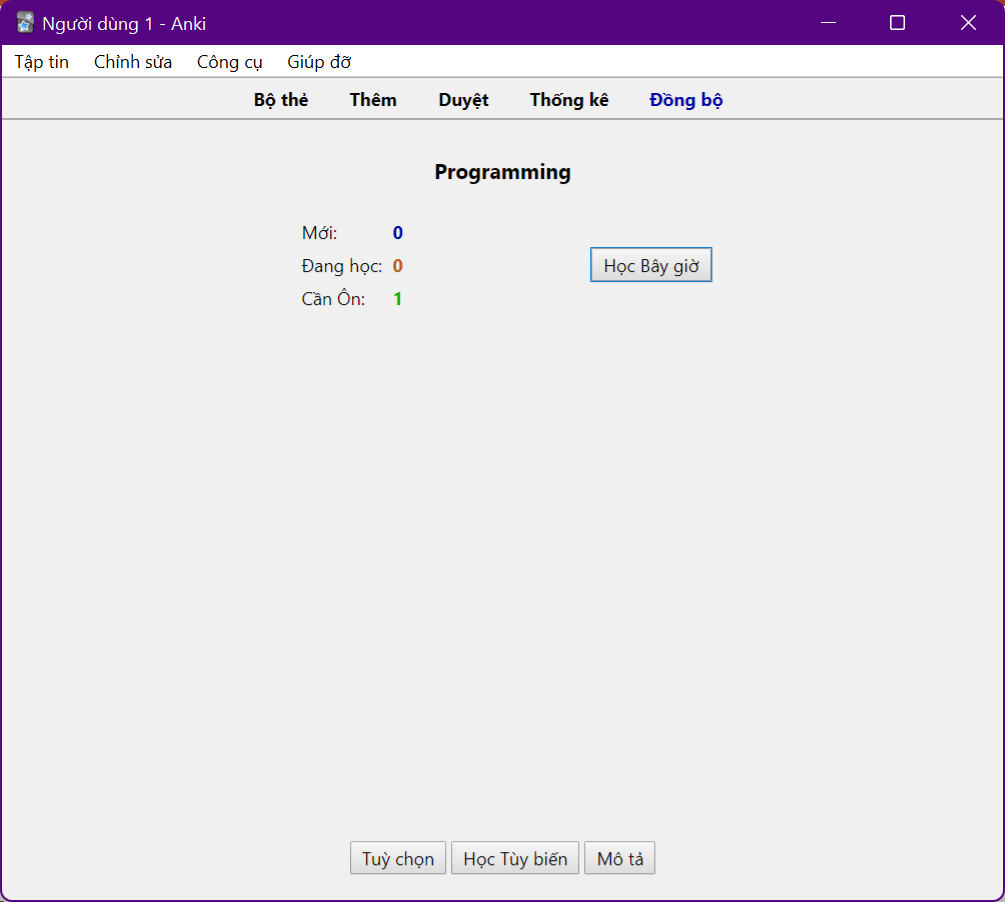 Người dùng 1 - Anki
Tập tin Chỉnh sửa Công cụ Giúp đỡ
Bộ thẻ Thêm Duyệt Thống kê Đồng bộ
Programming
Mới: 0
Đang học: 0
Học Bây giờ
Cần Ôn: 1
Tuỳ chọn Học Tùy biến Mô tả